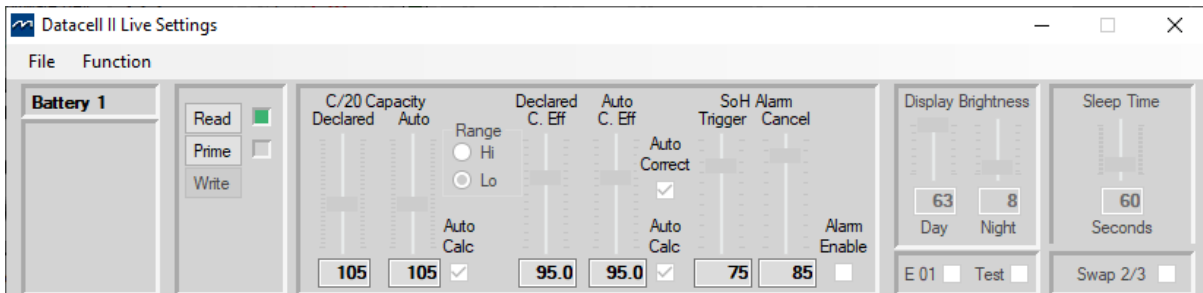 Datacell II Live Settings
File Function
Battery 1
Read
Prime
Write
C/20 Capacity
Declared Auto
Range
Hi
Lo
Auto
Calc
105 105
Declared Auto
C. Eff C. Eff
Auto
Correct
Auto
Calc
95.0 95.0
SoH Alarm
Trigger Cancel
Alarm
Enable
75 85
Display Brightness
63 8
Day Night
E 01 Test
Sleep Time
60
Seconds
Swap 2/3